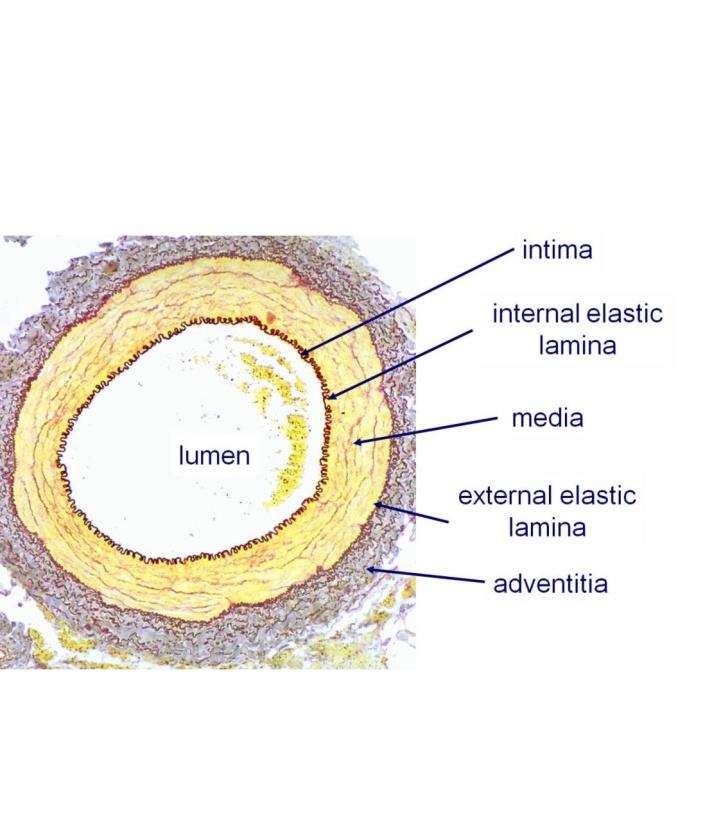 intima
internal elastic
lamina
media
lumen
external elastic
lamina
adventitia